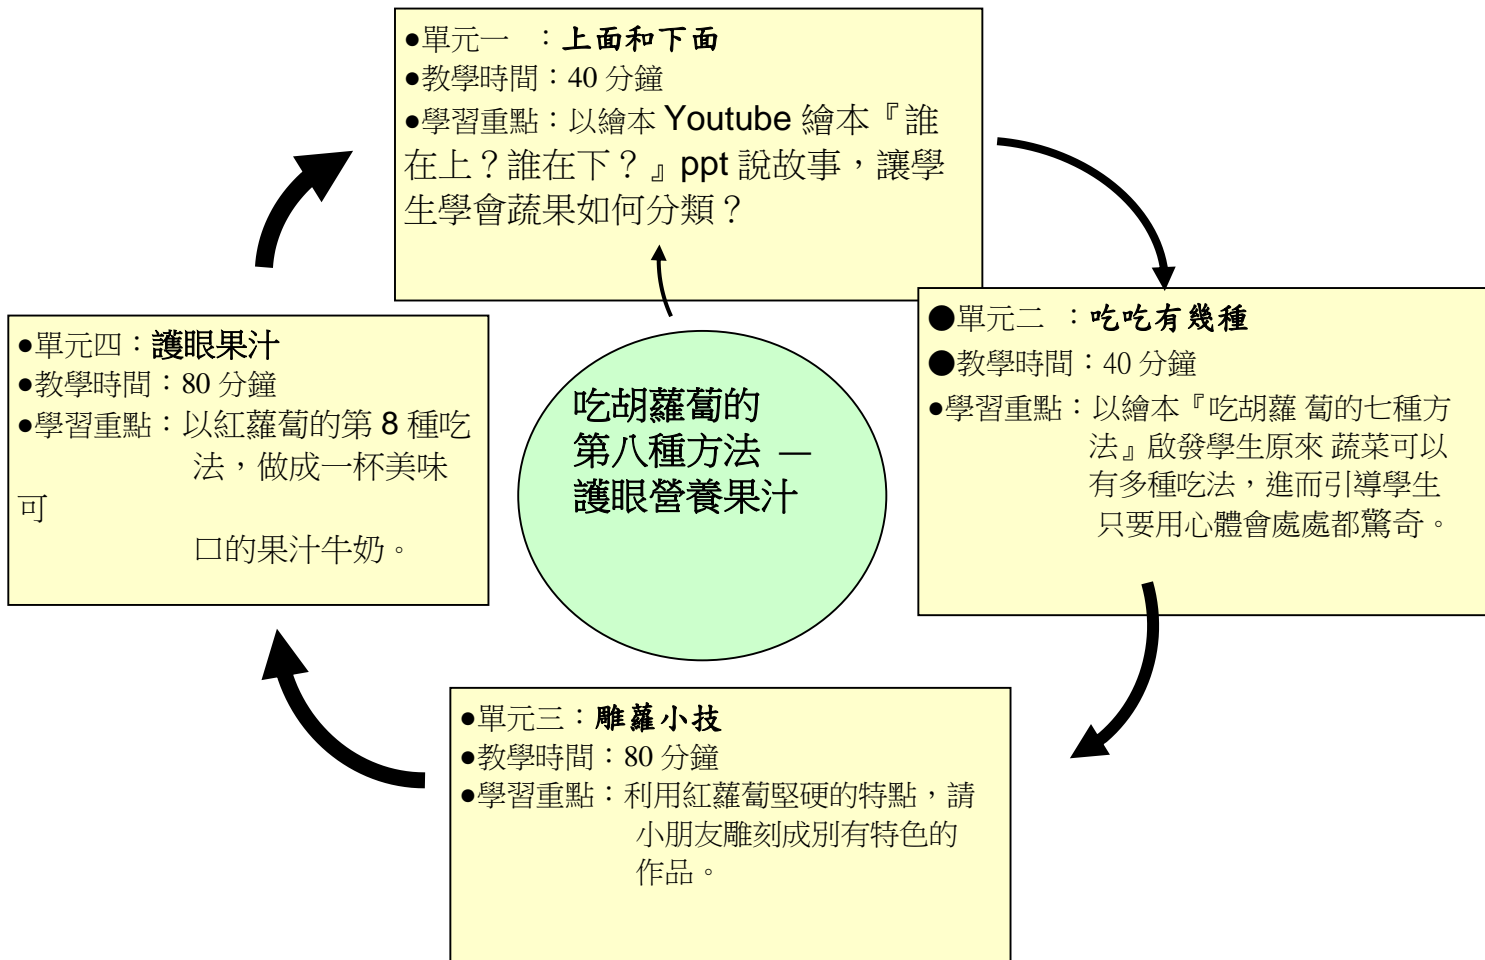 ●單元一　：上面和下面
●教學時間：40 分鐘
●學習重點：以繪本 Youtube 繪本『誰
在上？誰在下？』ppt 說故事，讓學
生學會蔬果如何分類？
●單元二　：吃吃有幾種
●教學時間：40 分鐘
●學習重點：以繪本『吃胡蘿 蔔的七種方
法』啟發學生原來 蔬菜可以
有多種吃法，進而引導學生
只要用心體會處處都驚奇。
●單元四：護眼果汁
●教學時間：80 分鐘
●學習重點：以紅蘿蔔的第 8 種吃
法，做成一杯美味
可
口的果汁牛奶。
吃胡蘿蔔的
第八種方法 —
護眼營養果汁
●單元三：雕蘿小技
●教學時間：80 分鐘
●學習重點：利用紅蘿蔔堅硬的特點，請
小朋友雕刻成別有特色的
作品。